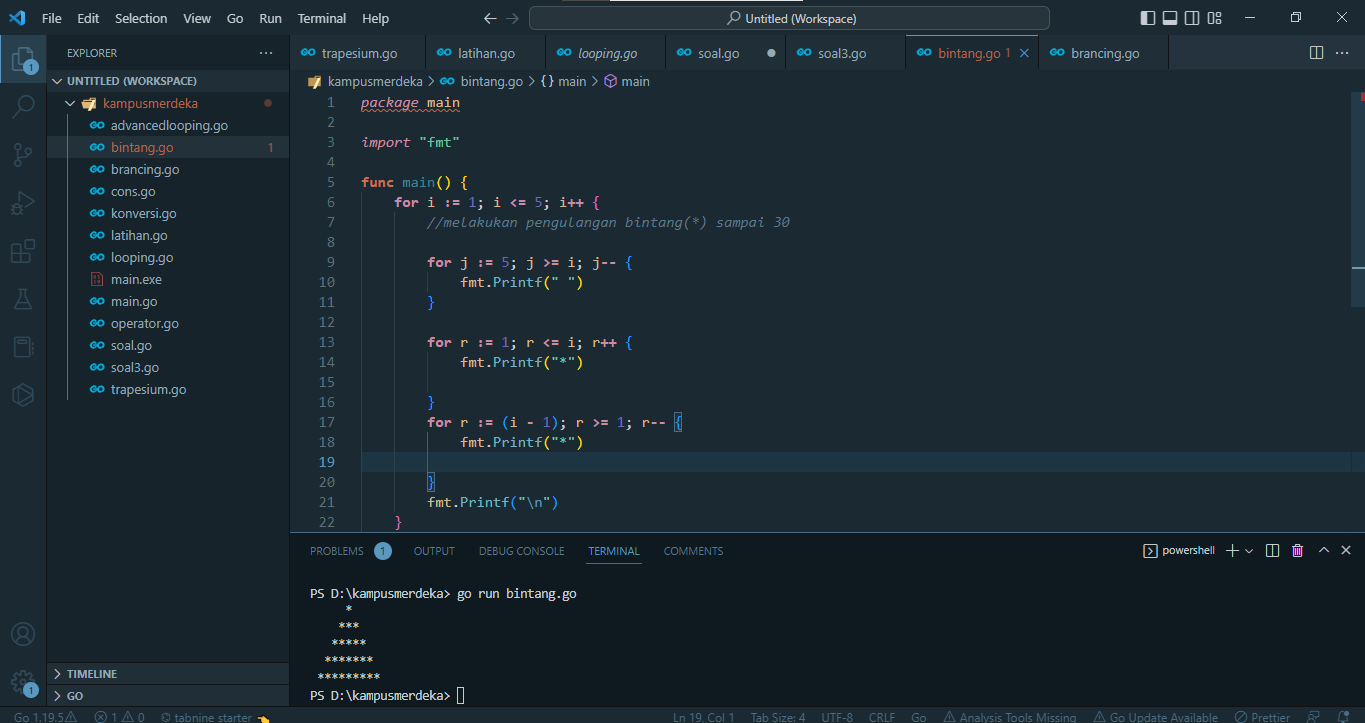 File Edit Selection View Go Run Terminal Help
Untitled (Workspace)
EXPLORER
UNTITLED (WORKSPACE)
kampusmerdeka
advancedlooping.go
bintang.go 1
brancing.go
cons.go
konversi.go
latihan.go
looping.go
main.exe
main.go
operator.go
soal.go
soal3.go
trapesium.go
TIMELINE
GO
1
1
trapesium.go latihan.go looping.go soal.go soal3.go bintang.go 1 brancing.go
kampusmerdeka > bintang.go > {} main > main
1 package main
2
3 import "fmt"
4
5 func main() {
6 for i := 1; i <= 5; i++ {
7 //melakukan pengulangan bintang(*) sampai 30
8
9 for j := 5; j >= i; j-- {
10 fmt.Printf(" ")
11 }
12
13 for r := 1; r <= i; r++ {
14 fmt.Printf("*")
15
16 }
17 for r := (i - 1); r >= 1; r-- {
18 fmt.Printf("*")
19
20 }
21 fmt.Printf("\n")
22 }
PROBLEMS 1 OUTPUT DEBUG CONSOLE TERMINAL COMMENTS
powershell
PS D:\kampusmerdeka> go run bintang.go
*
***
*****
*******
*********
PS D:\kampusmerdeka>
Go 1.19.5 1 0 tabnine starter
Ln 19, Col 1 Tab Size: 4 UTF-8 CRLF Go Analysis Tools Missing Go Update Available Prettier